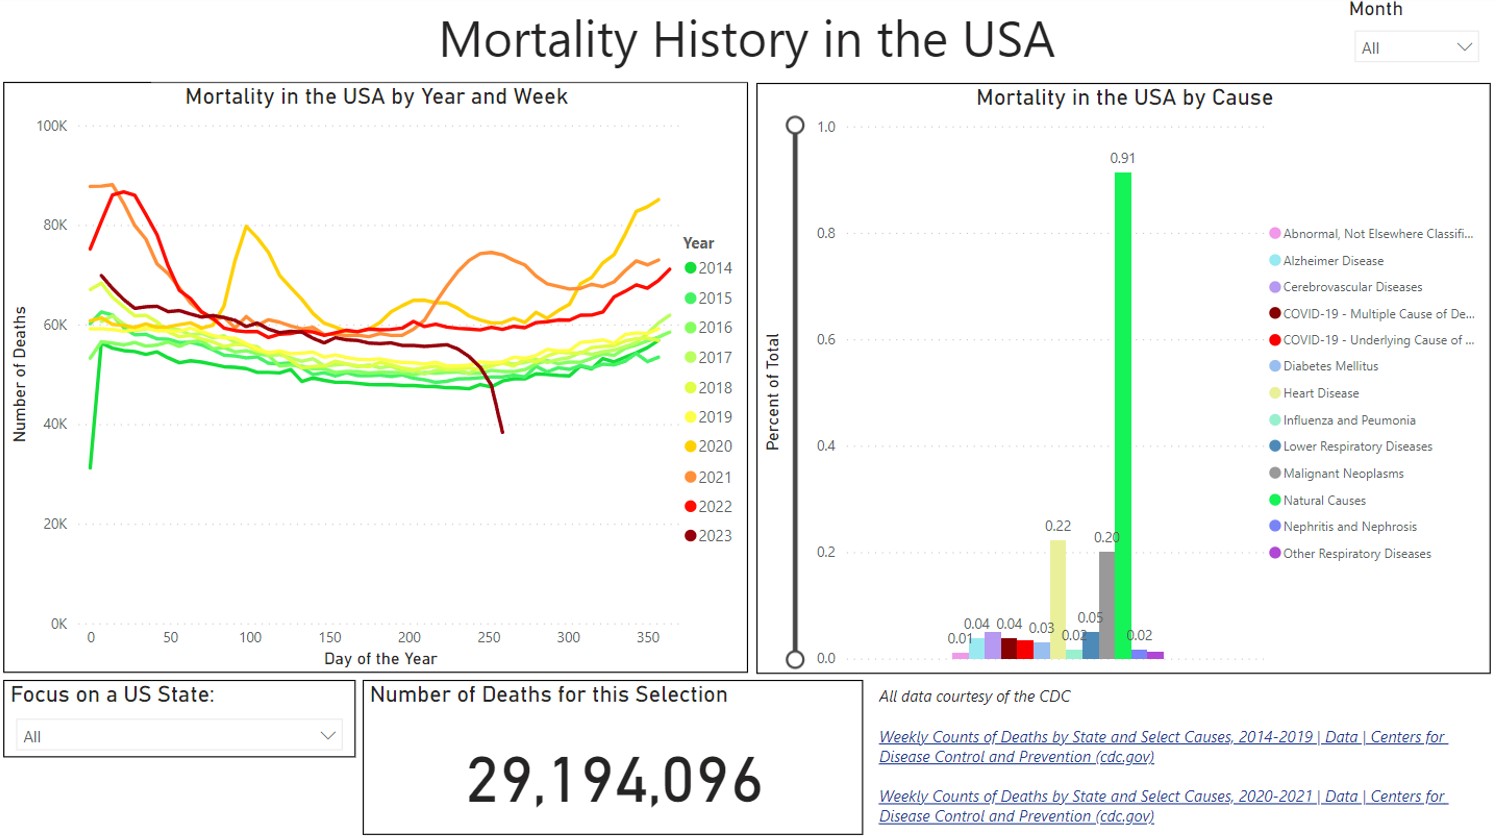 Mortality History in the USA
Month
All
Mortality in the USA by Year and Week
100K
80K
60K
40K
20K
0K
Number of Deaths
0 50 100 150 200 250 300 350
Day of the Year
Year
2014
2015
2016
2017
2018
2019
2020
2021
2022
2023
Mortality in the USA by Cause
1.0
0.8
0.6
0.4
0.2
0.0
Percent of Total
0.01
0.04
0.04
0.03
0.22
0.02
0.05
0.20
0.91
0.02
Abnormal, Not Elsewhere Classifi...
Alzheimer Disease
Cerebrovascular Diseases
COVID-19 - Multiple Cause of De...
COVID-19 - Underlying Cause of ...
Diabetes Mellitus
Heart Disease
Influenza and Peumonia
Lower Respiratory Diseases
Malignant Neoplasms
Natural Causes
Nephritis and Nephrosis
Other Respiratory Diseases
Focus on a US State:
All
Number of Deaths for this Selection
29,194,096
All data courtesy of the CDC
Weekly Counts of Deaths by State and Select Causes, 2014-2019 | Data | Centers for
Disease Control and Prevention (cdc.gov)
Weekly Counts of Deaths by State and Select Causes, 2020-2021 | Data | Centers for
Disease Control and Prevention (cdc.gov)